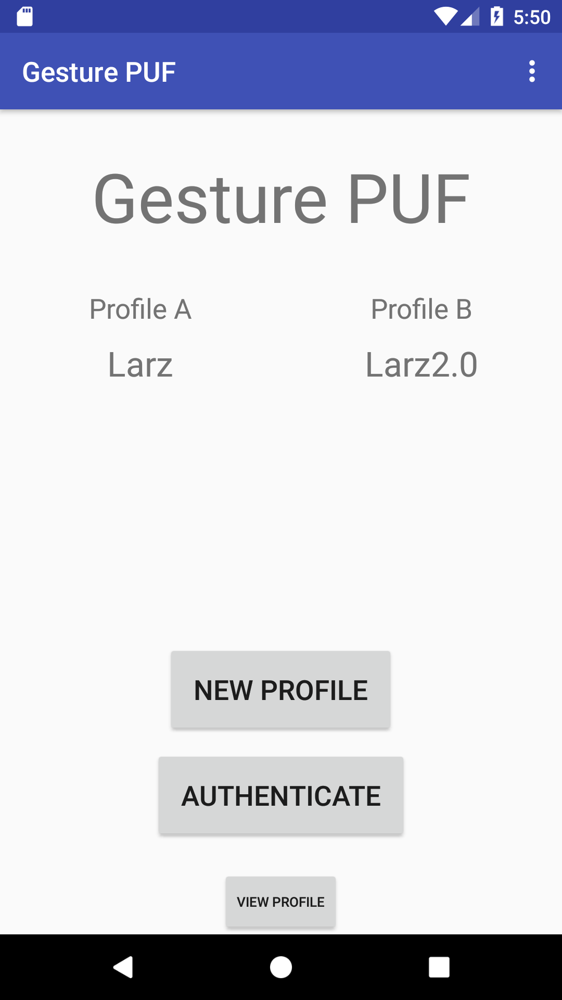 5:50
Gesture PUF
Gesture PUF
Profile A Profile B
Larz Larz2.0
NEW PROFILE
AUTHENTICATE
VIEW PROFILE